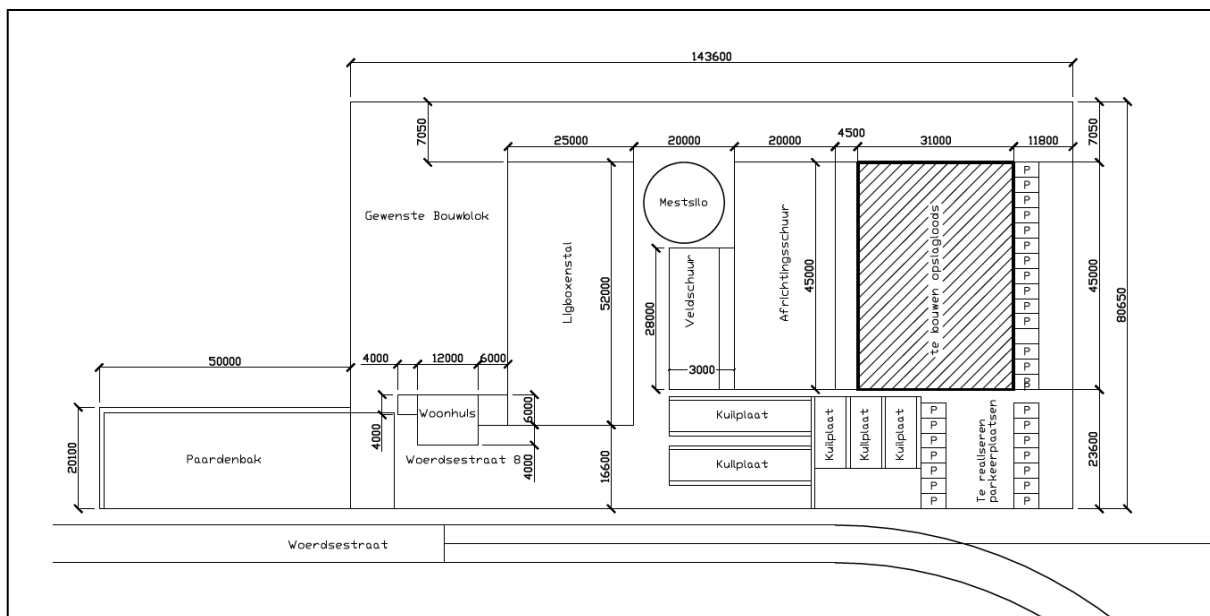 143600
7050
25000
20000
20000
4500
31000
11800
7050
Mestsilo
Gewenste Bouwblok
Ligboxenstal
52000
28000
Veldschuur
3000
Africhtingsschuur
45000
te bouwen opslagloods
P
P
P
P
P
P
P
P
P
P
P
P
P
45000
80650
50000
4000
12000
6000
20100
4000
Paardenbak
Woonhuis
6000
4000
Woerdsestraat 8
16600
Kuilplaat
Kuilplaat
Kuilplaat
Kuilplaat
Kuilplaat
P
P
P
P
P
P
P
Te realiseren
parkeerplaatsen
P
P
P
P
P
P
P
23600
Woerdsestraat